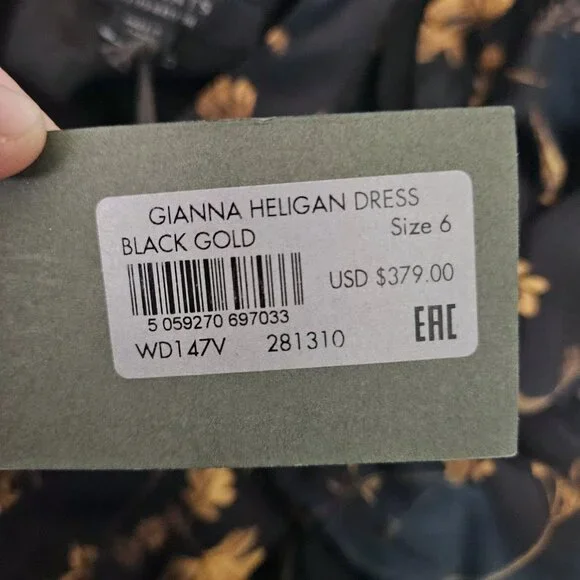 GIANNA HELIGAN DRESS
BLACK GOLD Size 6
USD $379.00
5 059270 697033
WD147V 281310
EAC